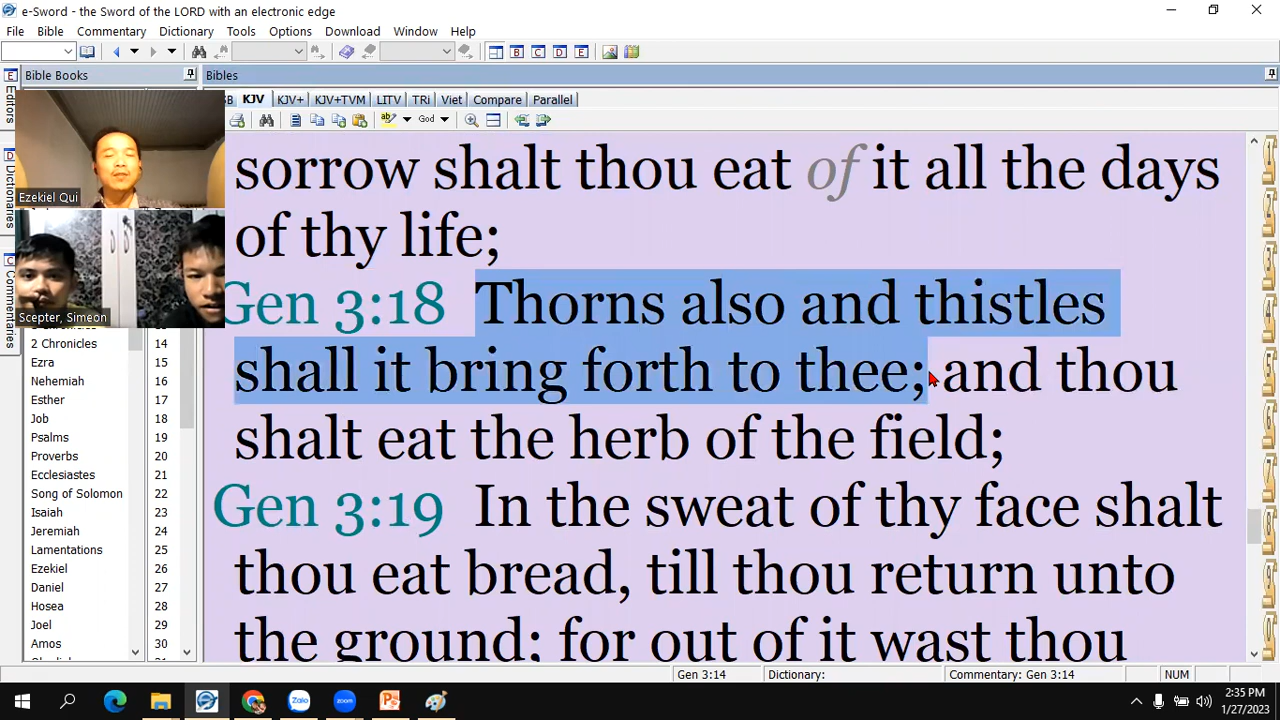 e-Sword - the Sword of the LORD with an electronic edge
File Bible Commentary Dictionary Tools Options Download Window Help
B C D E
Bible Books
Bibles
SB KJV KJV+ KJV+TVM LITV TRi Viet Compare Parallel
God
Editors
Dictionaries
Commentaries
Ezekiel Qui
Scepter, Simeon
2 Chronicles 14
Ezra 15
Nehemiah 16
Esther 17
Job 18
Psalms 19
Proverbs 20
Ecclesiastes 21
Song of Solomon 22
Isaiah 23
Jeremiah 24
Lamentations 25
Ezekiel 26
Daniel 27
Hosea 28
Joel 29
Amos 30
sorrow shalt thou eat of it all the days
of thy life;
Gen 3:18 Thorns also and thistles
shall it bring forth to thee; and thou
shalt eat the herb of the field;
Gen 3:19 In the sweat of thy face shalt
thou eat bread, till thou return unto
the ground; for out of it wast thou
Gen 3:14 Dictionary: Commentary: Gen 3:14 NUM
Zalo zoom
2:35 PM
1/27/2023